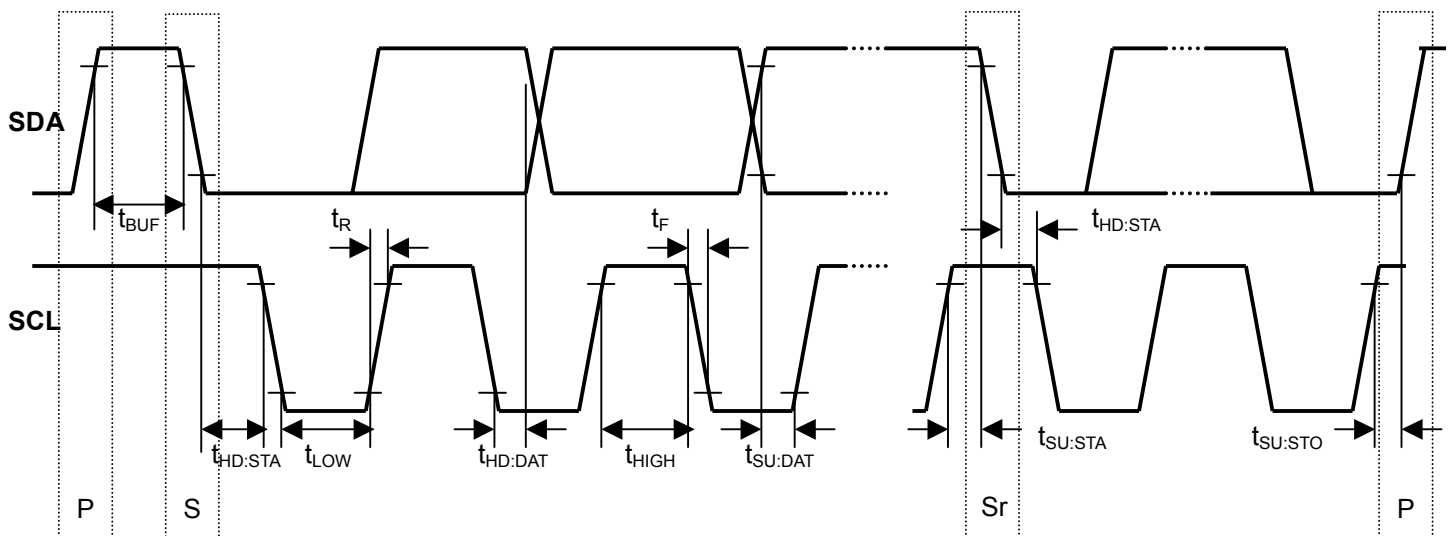 SDA
t_BUF
t_R
t_F
t_HD:STA
SCL
t_HD:STA
t_LOW
t_HD:DAT
t_HIGH
t_SU:DAT
t_SU:STA
t_SU:STO
P
S
Sr
P